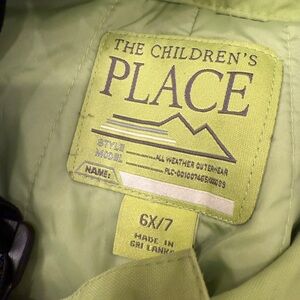 THE CHILDREN'S
PLACE
STYLE
MODEL
ALL WEATHER OUTERWEAR
NAME:
6X/7
MADE IN
SRI LANKA